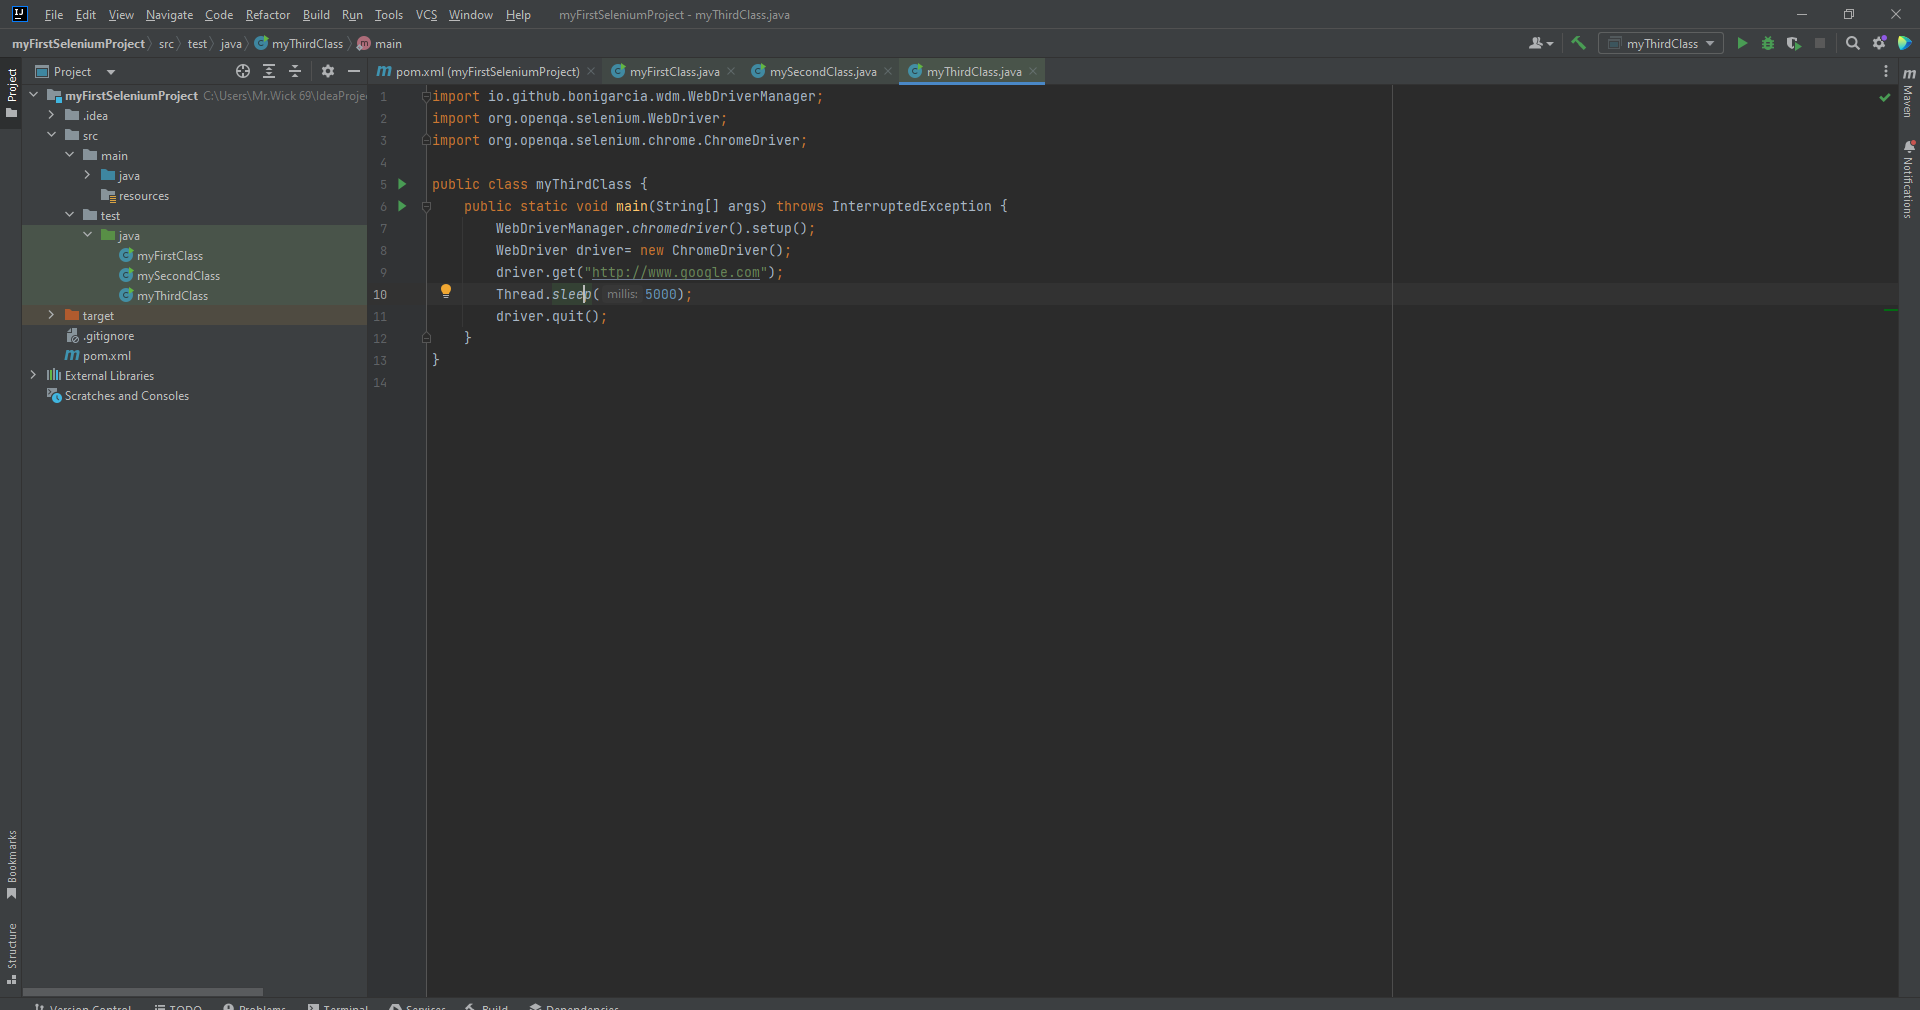 File Edit View Navigate Code Refactor Build Run Tools VCS Window Help myFirstSeleniumProject - myThirdClass.java
myFirstSeleniumProject src test java myThirdClass main
myThirdClass
Project
pom.xml (myFirstSeleniumProject) myFirstClass.java mySecondClass.java myThirdClass.java
Project
myFirstSeleniumProject C:\Users\Mr.Wick 69\IdeaProje
.idea
src
main
java
resources
test
java
myFirstClass
mySecondClass
myThirdClass
target
.gitignore
pom.xml
External Libraries
Scratches and Consoles
1 import io.github.bonigarcia.wdm.WebDriverManager;
2 import org.openqa.selenium.WebDriver;
3 import org.openqa.selenium.chrome.ChromeDriver;
4
5 public class myThirdClass {
6 public static void main(String[] args) throws InterruptedException {
7 WebDriverManager.chromedriver().setup();
8 WebDriver driver= new ChromeDriver();
9 driver.get("http://www.google.com");
10 Thread.sleep( millis: 5000);
11 driver.quit();
12 }
13 }
14
Maven
Notifications
Bookmarks
Structure
Version Control TODO Problems Terminal Services Build Dependencies